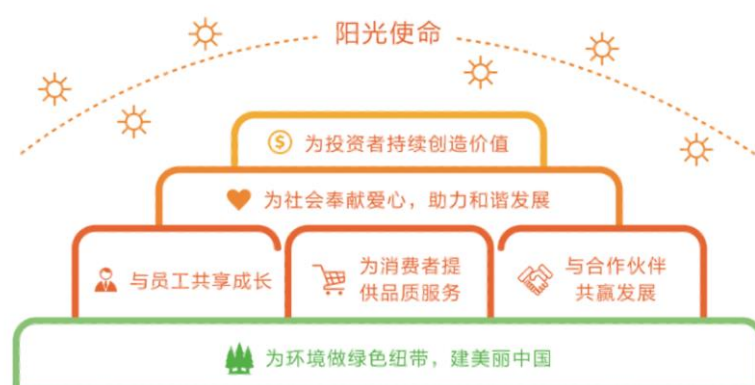 阳光使命
为投资者持续创造价值
为社会奉献爱心，助力和谐发展
与员工共享成长
为消费者提
供品质服务
与合作伙伴
共赢发展
为环境做绿色纽带，建美丽中国